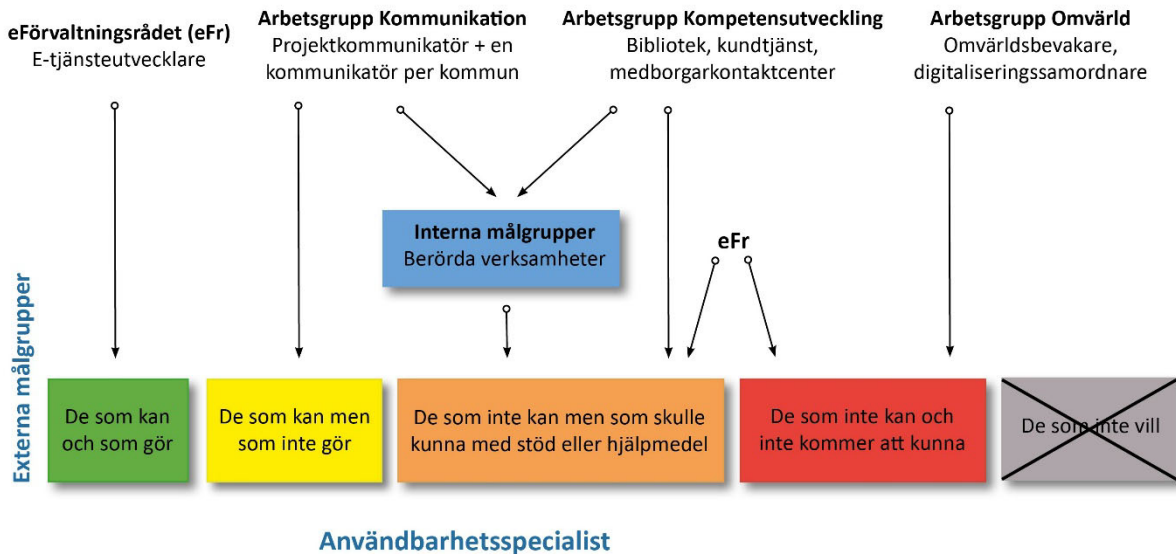 eFörvaltningsrådet (eFr)
E-tjänsteutvecklare
Arbetsgrupp Kommunikation
Projektkommunikatör + en
kommunikatör per kommun
Arbetsgrupp Kompetensutveckling
Bibliotek, kundtjänst,
medborgarkontaktcenter
Arbetsgrupp Omvärld
Omvärldsbevakare,
digitaliseringssamordnare
Interna målgrupper
Berörda verksamheter
eFr
Externa målgrupper
De som kan
och som gör
De som kan men
som inte gör
De som inte kan men som skulle
kunna med stöd eller hjälpmedel
De som inte kan och
inte kommer att kunna
De som inte vill
Användbarhetsspecialist